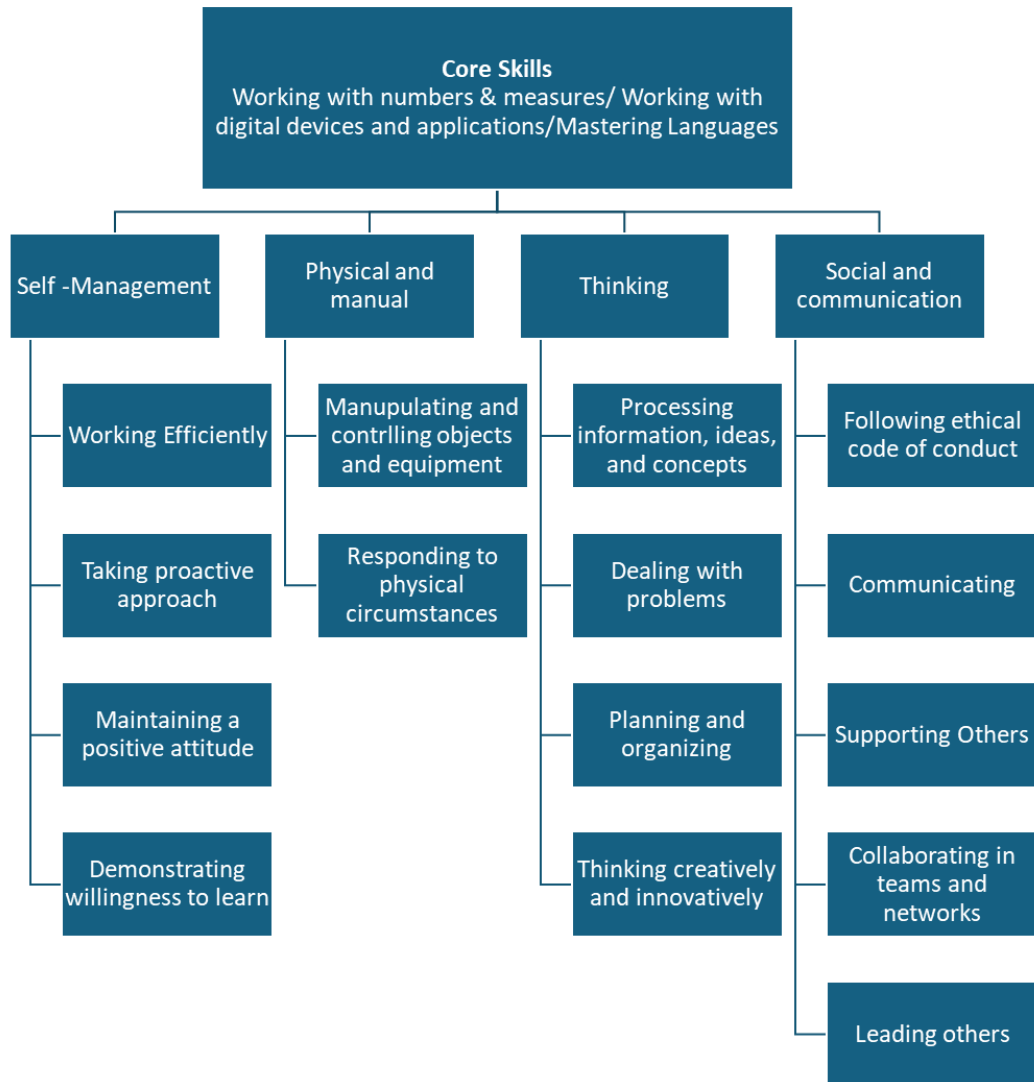 Core Skills
Working with numbers & measures/ Working with
digital devices and applications/Mastering Languages
Self -Management
Physical and
manual
Thinking
Social and
communication
Working Efficiently
Taking proactive
approach
Maintaining a
positive attitude
Demonstrating
willingness to learn
Manupulating and
contrlling objects
and equipment
Responding to
physical
circumstances
Processing
information, ideas,
and concepts
Dealing with
problems
Planning and
organizing
Thinking creatively
and innovatively
Following ethical
code of conduct
Communicating
Supporting Others
Collaborating in
teams and
networks
Leading others